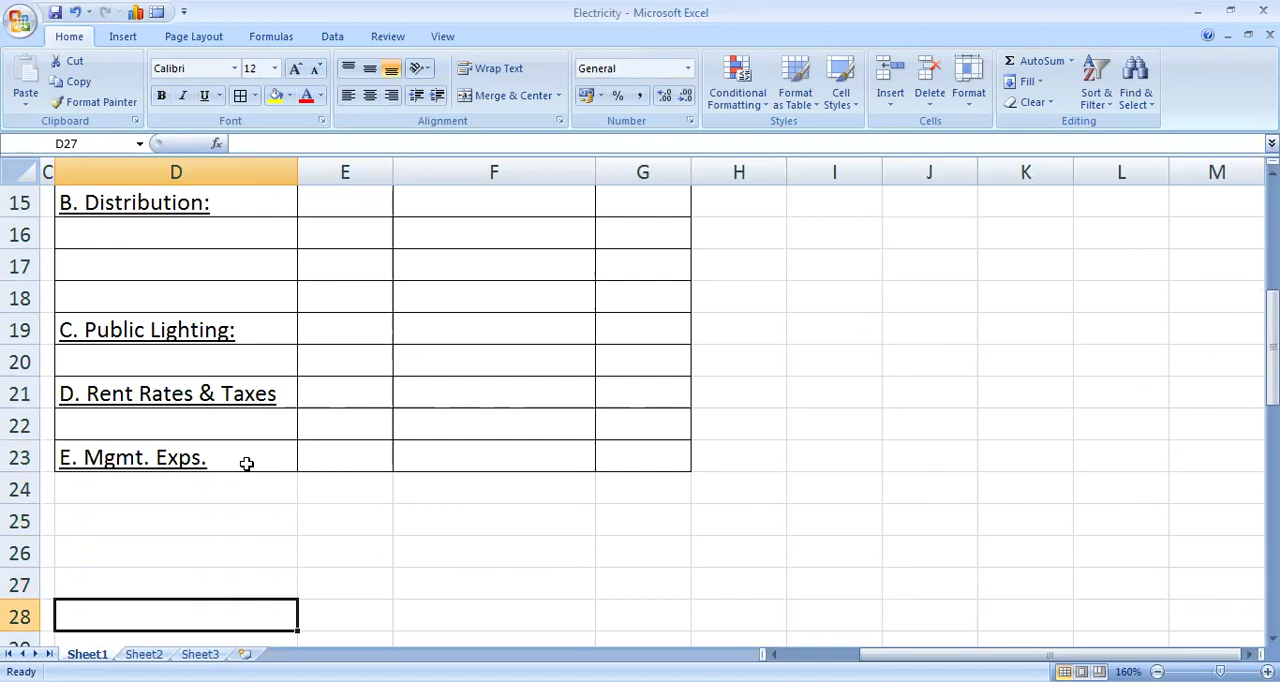 Electricity - Microsoft Excel
Home Insert Page Layout Formulas Data Review View
Paste
Cut
Copy
Format Painter
Clipboard
Calibri 12 A A
B I U A
Font
Wrap Text
Merge & Center
Alignment
General
% , .0 .00 .00 .0
Number
Conditional Formatting
Format as Table
Cell Styles
Styles
Insert Delete Format
Cells
Σ AutoSum
Fill
Clear
Sort & Filter
Find & Select
Editing
D27 fx
C D E F G H I J K L M
15 B. Distribution:
16
17
18
19 C. Public Lighting:
20
21 D. Rent Rates & Taxes
22
23 E. Mgmt. Exps.
24
25
26
27
28
Sheet1 Sheet2 Sheet3
Ready 160%